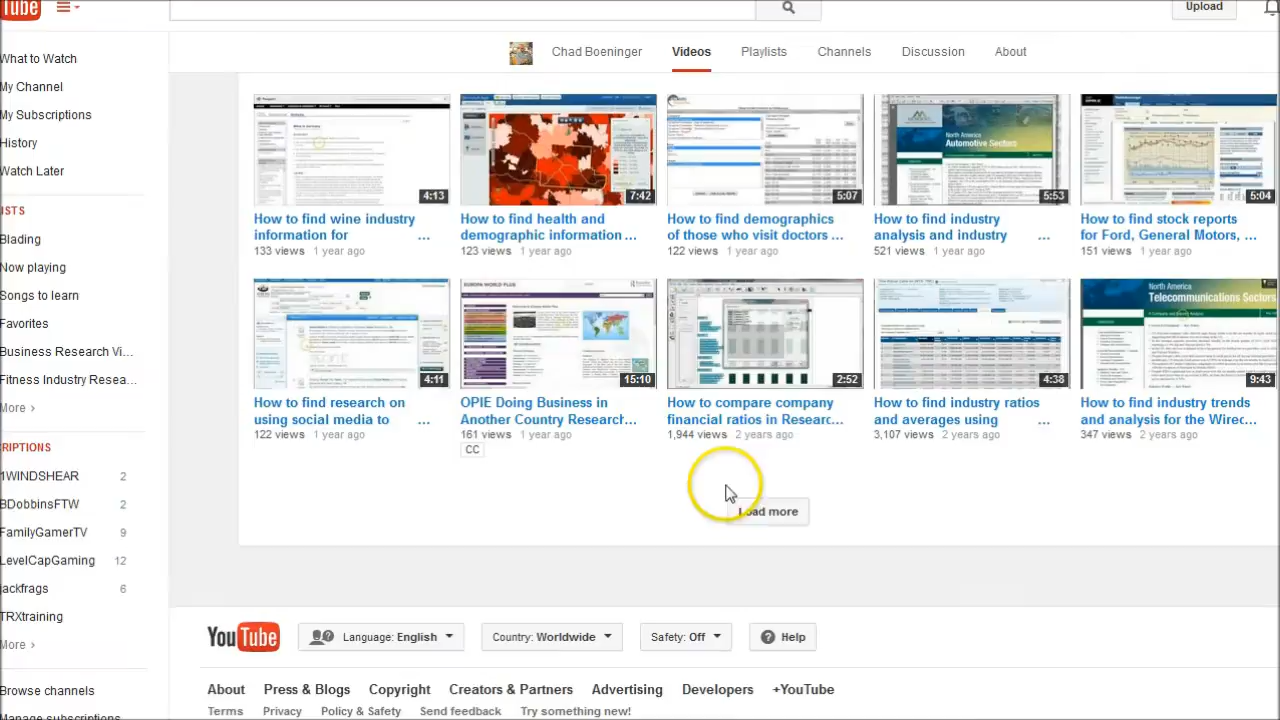 Tube
Upload
Chad Boeninger
Videos
Playlists
Channels
Discussion
About
What to Watch
My Channel
My Subscriptions
History
Watch Later
ISTS
Blading
Now playing
ngs to learn
Favorites
Business Research Vi...
Fitness Industry Resea...
More ›
CRIPTIONS
1WINDSHEAR 2
BDobbinsFTW 2
FamilyGamerTV 9
LevelCapGaming 12
jackfrags 6
TRXtraining
More ›
Browse channels
Manage subscriptions
4:13
7:42
5:07
North America
Automotive Sectors
5:53
5:04
How to find wine industry
information for ...
133 views 1 year ago
How to find health and
demographic information ...
123 views 1 year ago
How to find demographics
of those who visit doctors ...
122 views 1 year ago
How to find industry
analysis and industry ...
521 views 1 year ago
How to find stock reports
for Ford, General Motors, ...
151 views 1 year ago
4:11
EUROPA WORLD PLUS
15:10
2:52
4:38
North America
Telecommunications Sectors
9:43
How to find research on
using social media to ...
122 views 1 year ago
OPIE Doing Business in
Another Country Research...
161 views 1 year ago
CC
How to compare company
financial ratios in Researc...
1,944 views 2 years ago
How to find industry ratios
and averages using ...
3,107 views 2 years ago
How to find industry trends
and analysis for the Wirec...
347 views 2 years ago
Load more
YouTube
Language: English
Country: Worldwide
Safety: Off
Help
About Press & Blogs Copyright Creators & Partners Advertising Developers +YouTube
Terms Privacy Policy & Safety Send feedback Try something new!